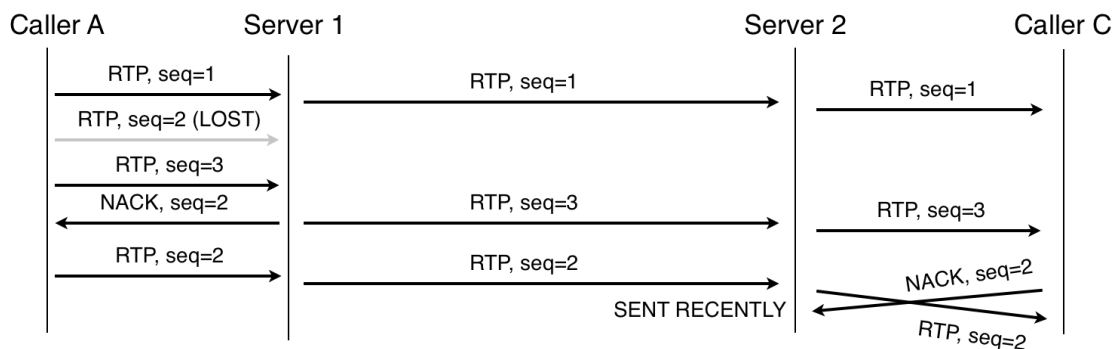 Caller A
Server 1
Server 2
Caller C
RTP, seq=1
RTP, seq=1
RTP, seq=1
RTP, seq=2 (LOST)
RTP, seq=3
NACK, seq=2
RTP, seq=3
RTP, seq=3
RTP, seq=2
RTP, seq=2
NACK, seq=2
SENT RECENTLY
RTP, seq=2